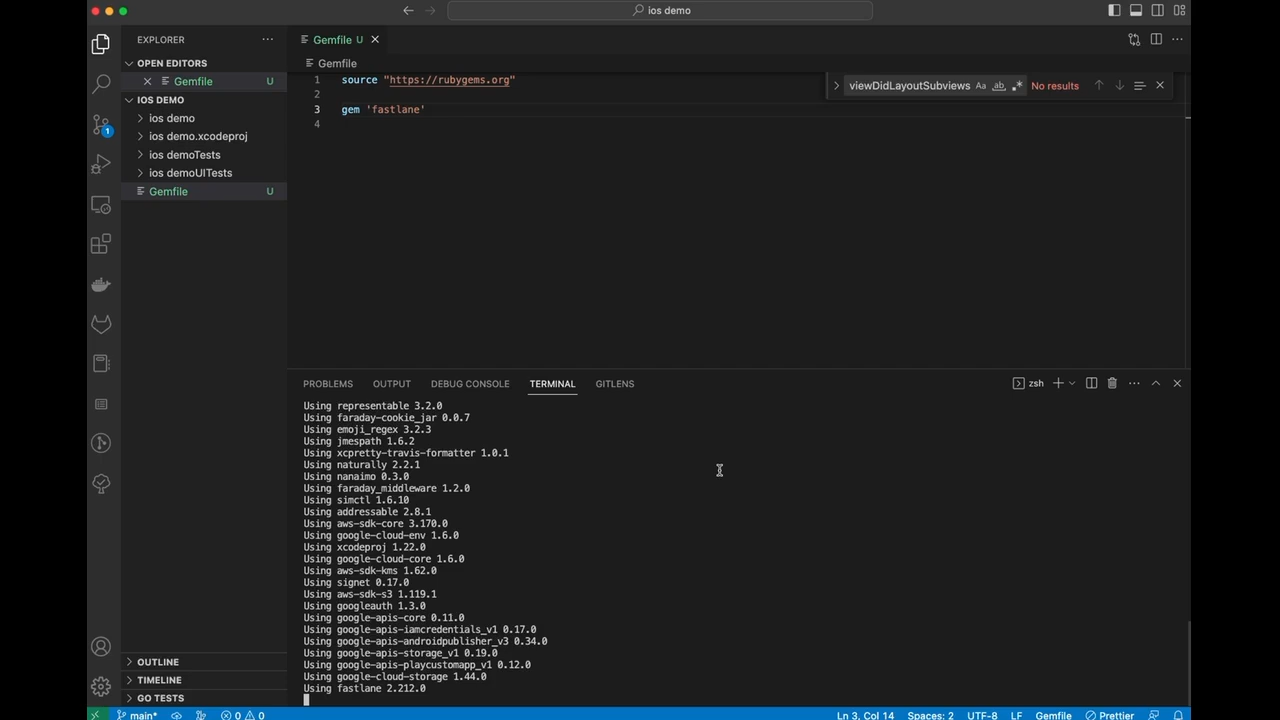 ios demo
EXPLORER
OPEN EDITORS
Gemfile U
IOS DEMO
ios demo
ios demo.xcodeproj
ios demoTests
ios demoUITests
Gemfile U
OUTLINE
TIMELINE
GO TESTS
1
Gemfile U
Gemfile
1 source "https://rubygems.org"
2
3 gem 'fastlane'
4
viewDidLayoutSubviews Aa ab No results
PROBLEMS OUTPUT DEBUG CONSOLE TERMINAL GITLENS
zsh
Using representable 3.2.0
Using faraday-cookie_jar 0.0.7
Using emoji_regex 3.2.3
Using jmespath 1.6.2
Using xcpretty-travis-formatter 1.0.1
Using naturally 2.2.1
Using nanaimo 0.3.0
Using faraday_middleware 1.2.0
Using simctl 1.6.10
Using addressable 2.8.1
Using aws-sdk-core 3.170.0
Using google-cloud-env 1.6.0
Using xcodeproj 1.22.0
Using google-cloud-core 1.6.0
Using aws-sdk-kms 1.62.0
Using signet 0.17.0
Using aws-sdk-s3 1.119.1
Using googleauth 1.3.0
Using google-apis-core 0.11.0
Using google-apis-iamcredentials_v1 0.17.0
Using google-apis-androidpublisher_v3 0.34.0
Using google-apis-storage_v1 0.19.0
Using google-apis-playcustomapp_v1 0.12.0
Using google-cloud-storage 1.44.0
Using fastlane 2.212.0
main* 0 0 Ln 3, Col 14 Spaces: 2 UTF-8 LF Gemfile Prettier